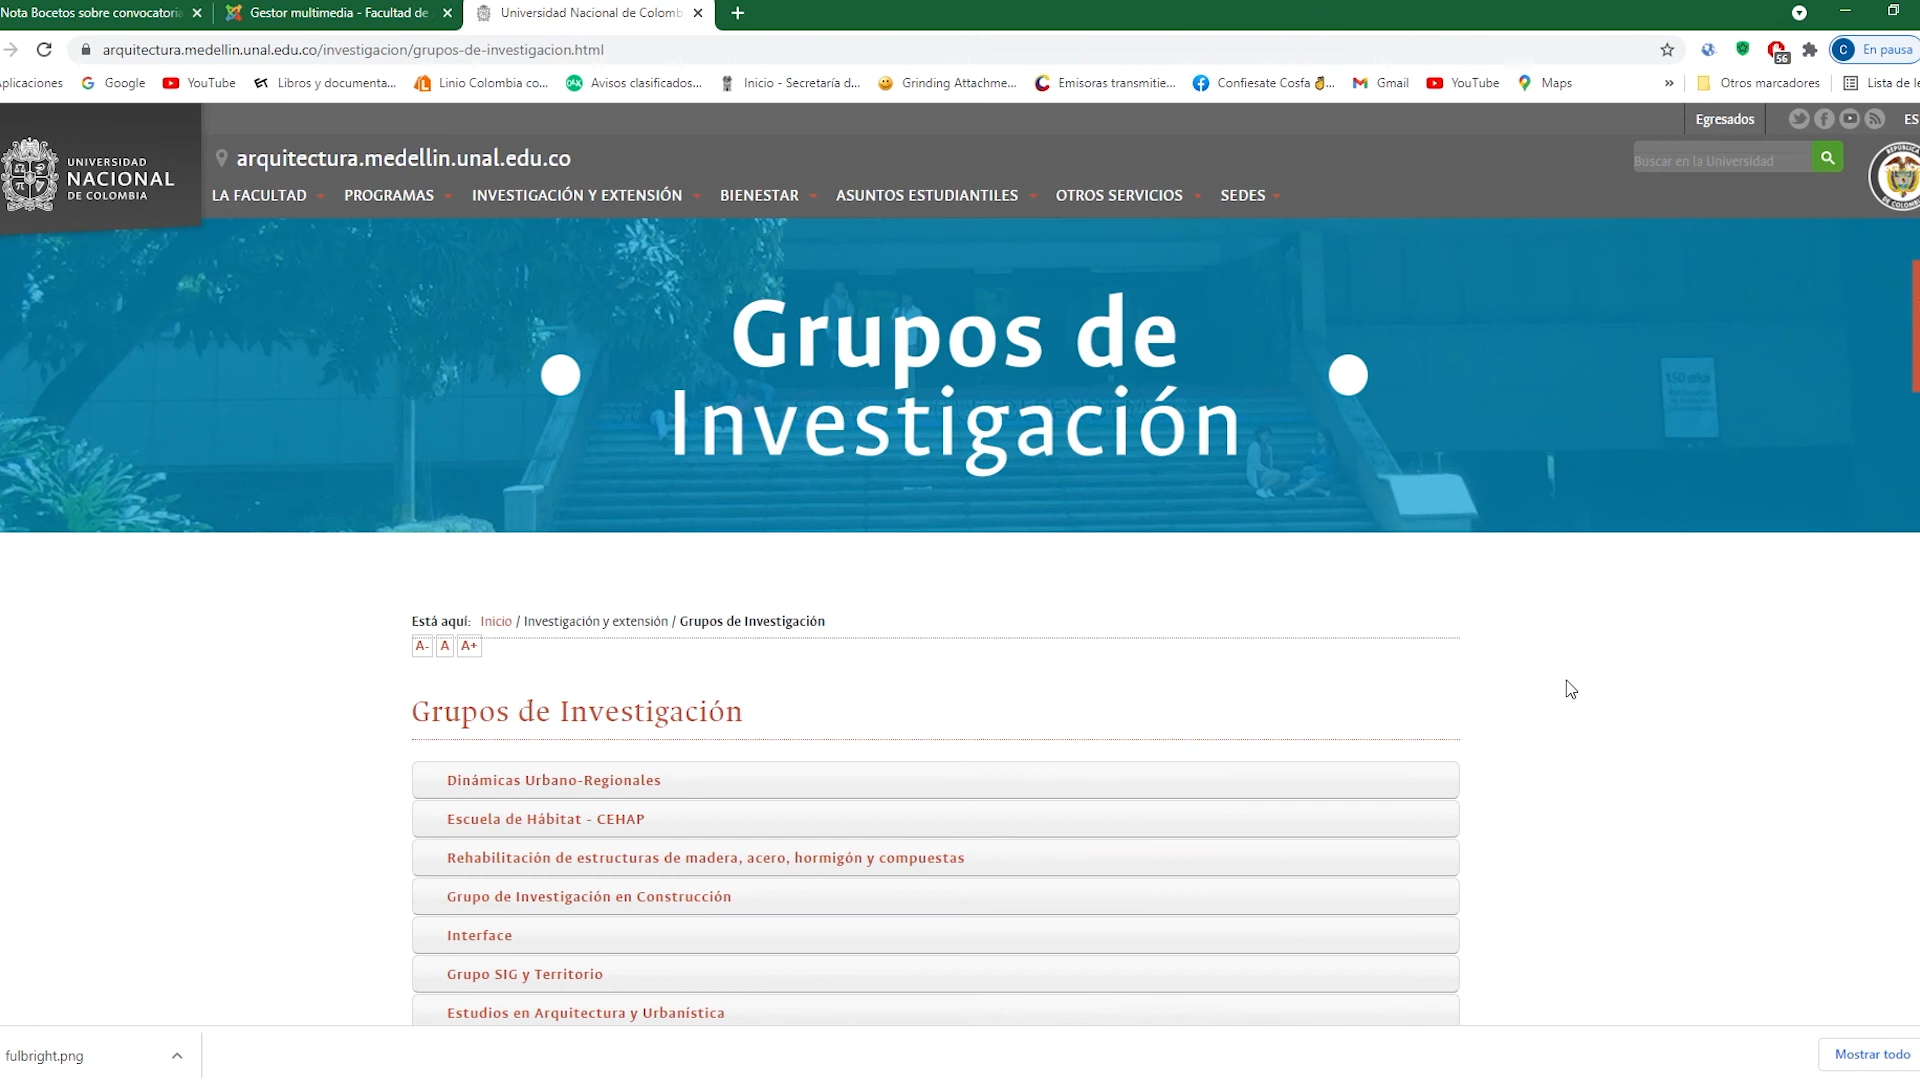 Nota Bocetos sobre convocatoria
Gestor multimedia - Facultad de
Universidad Nacional de Colomb
arquitectura.medellin.unal.edu.co/investigacion/grupos-de-investigacion.html
56
C En pausa
plicaciones
Google
YouTube
Libros y documenta...
Linio Colombia co...
Avisos clasificados...
Inicio - Secretaría d...
Grinding Attachme...
Emisoras transmitie...
Confiesate Costa ✌...
Gmail
YouTube
Maps
»
Otros marcadores
Lista de le
Egresados
ES
UNIVERSIDAD
NACIONAL
DE COLOMBIA
arquitectura.medellin.unal.edu.co
Buscar en la Universidad
LA FACULTAD
PROGRAMAS
INVESTIGACIÓN Y EXTENSIÓN
BIENESTAR
ASUNTOS ESTUDIANTILES
OTROS SERVICIOS
SEDES
Grupos de
Investigación
150 años
Está aquí: Inicio / Investigación y extensión / Grupos de Investigación
A- A A+
Grupos de Investigación
Dinámicas Urbano-Regionales
Escuela de Hábitat - CEHAP
Rehabilitación de estructuras de madera, acero, hormigón y compuestas
Grupo de Investigación en Construcción
Interface
Grupo SIG y Territorio
Estudios en Arquitectura y Urbanística
fulbright.png
Mostrar todo